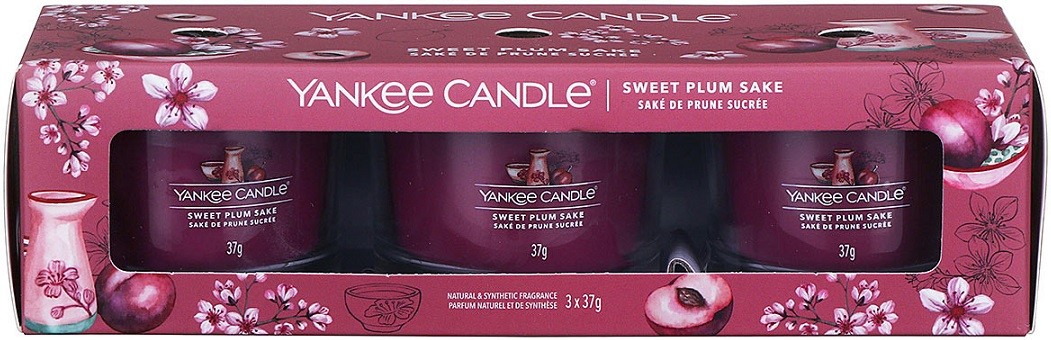 YANKEE CANDLE®
SWEET PLUM SAKE
SAKÉ DE PRUNE SUCRÉE
YANKEE CANDLE® | SWEET PLUM SAKE
SAKÉ DE PRUNE SUCRÉE
YANKEE CANDLE®
SWEET PLUM SAKE
SAKÉ DE PRUNE SUCRÉE
37g
YANKEE CANDLE®
SWEET PLUM SAKE
SAKÉ DE PRUNE SUCRÉE
37g
YANKEE CANDLE®
SWEET PLUM SAKE
SAKÉ DE PRUNE SUCRÉE
37g
NATURAL & SYNTHETIC FRAGRANCE
PARFUM NATUREL ET DE SYNTHÈSE
3 x 37g